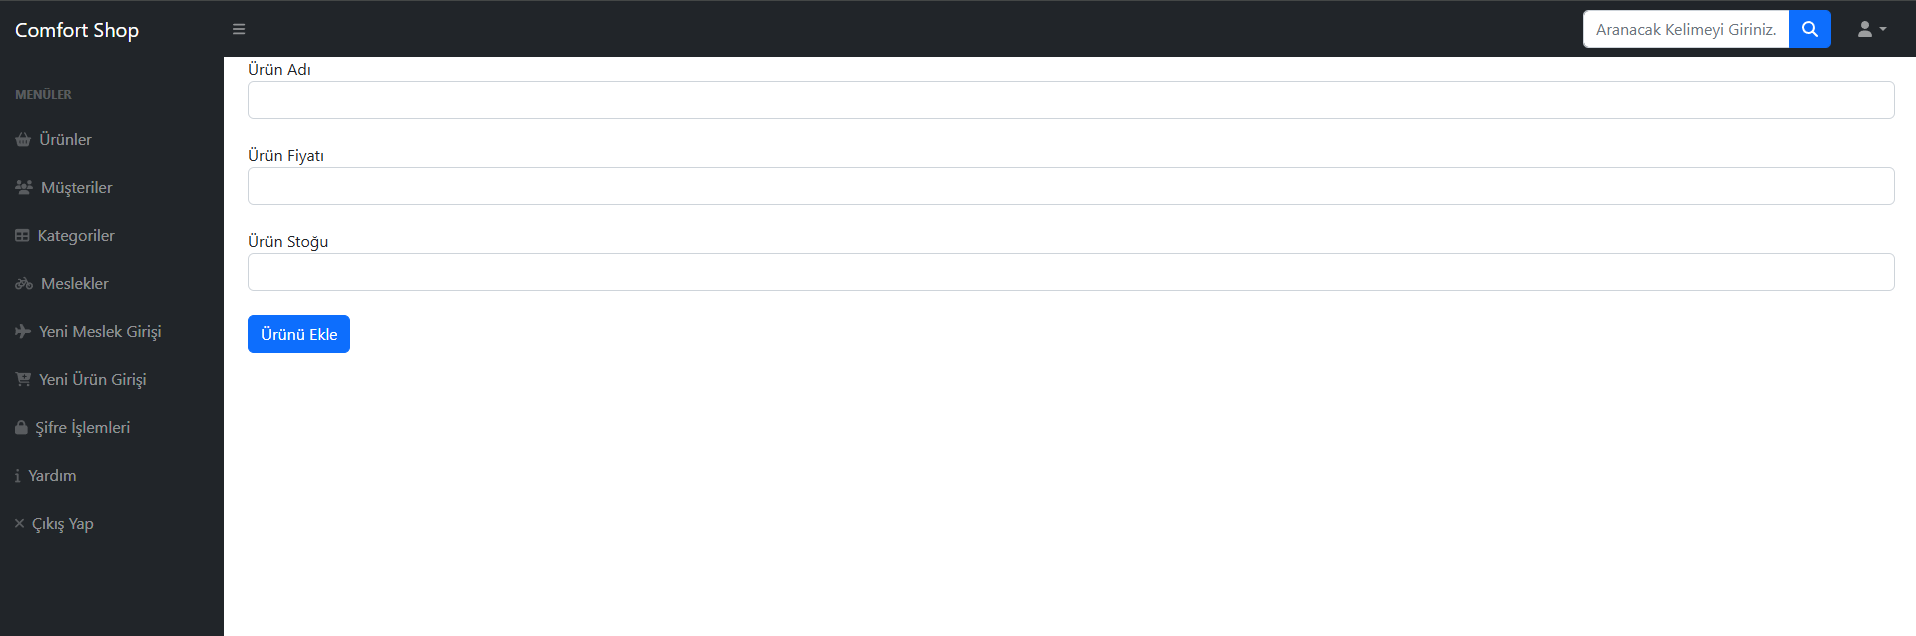 Comfort Shop
Aranacak Kelimeyi Giriniz.
MENÜLER
Ürünler
Müşteriler
Kategoriler
Meslekler
Yeni Meslek Girişi
Yeni Ürün Girişi
Şifre İşlemleri
Yardım
Çıkış Yap
Ürün Adı
Ürün Fiyatı
Ürün Stoğu
Ürünü Ekle